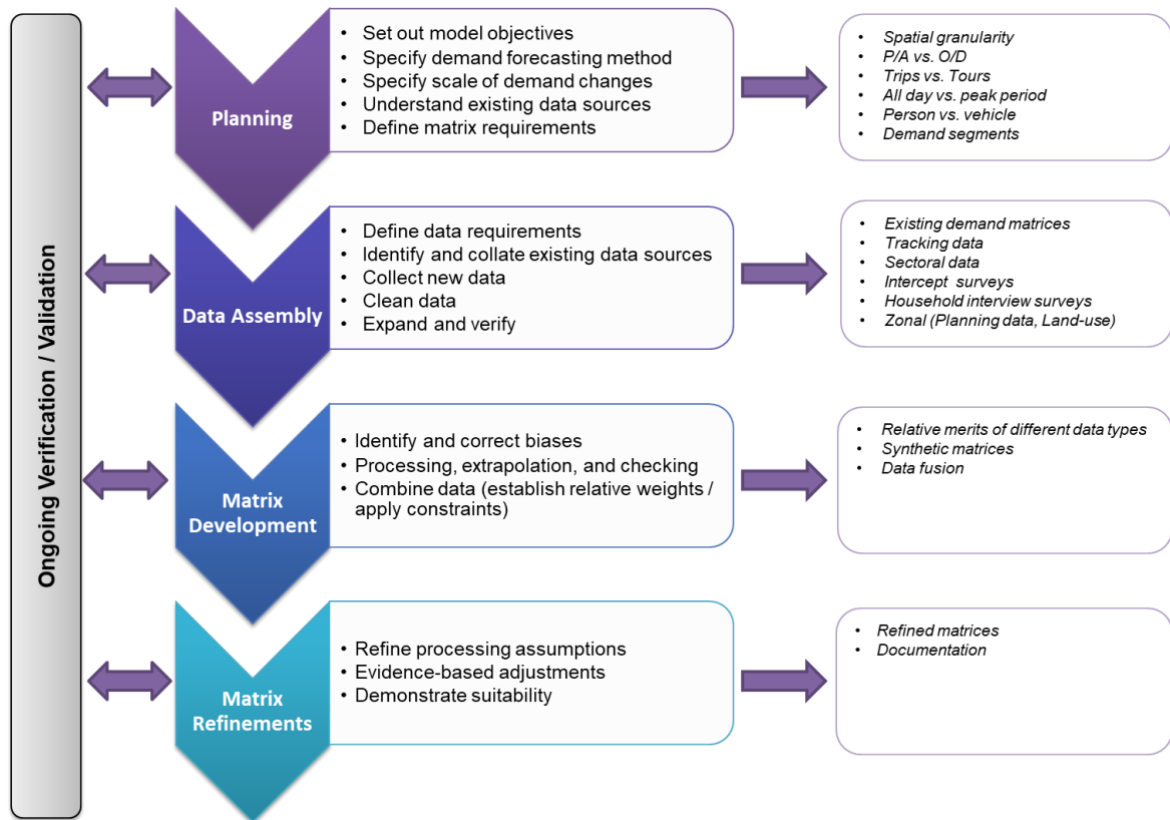 Ongoing Verification / Validation
Planning
• Set out model objectives
• Specify demand forecasting method
• Specify scale of demand changes
• Understand existing data sources
• Define matrix requirements
• Spatial granularity
• P/A vs. O/D
• Trips vs. Tours
• All day vs. peak period
• Person vs. vehicle
• Demand segments
Data Assembly
• Define data requirements
• Identify and collate existing data sources
• Collect new data
• Clean data
• Expand and verify
• Existing demand matrices
• Tracking data
• Sectoral data
• Intercept surveys
• Household interview surveys
• Zonal (Planning data, Land-use)
Matrix
Development
• Identify and correct biases
• Processing, extrapolation, and checking
• Combine data (establish relative weights /
apply constraints)
• Relative merits of different data types
• Synthetic matrices
• Data fusion
Matrix
Refinements
• Refine processing assumptions
• Evidence-based adjustments
• Demonstrate suitability
• Refined matrices
• Documentation